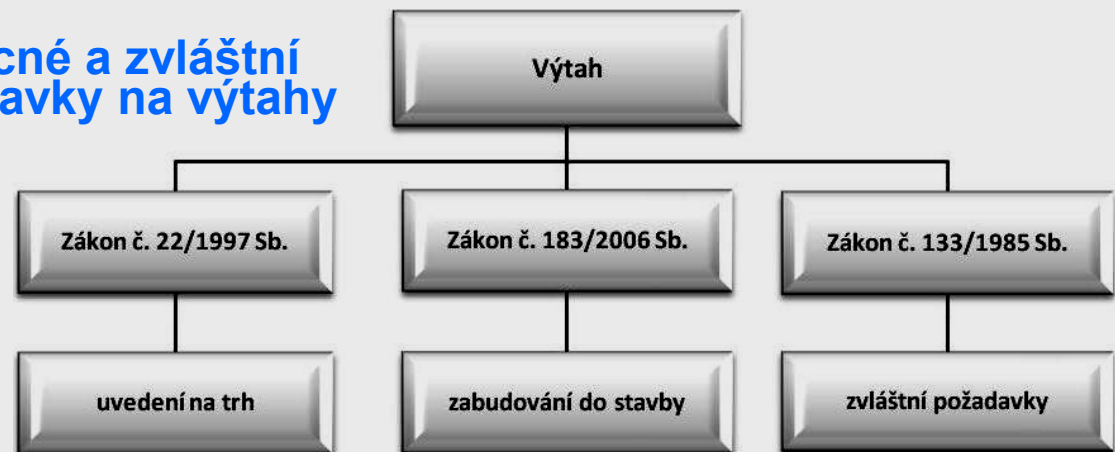 cné a zvláštní
avky na výtahy
Výtah
Zákon č. 22/1997 Sb.
Zákon č. 183/2006 Sb.
Zákon č. 133/1985 Sb.
uvedení na trh
zabudování do stavby
zvláštní požadavky